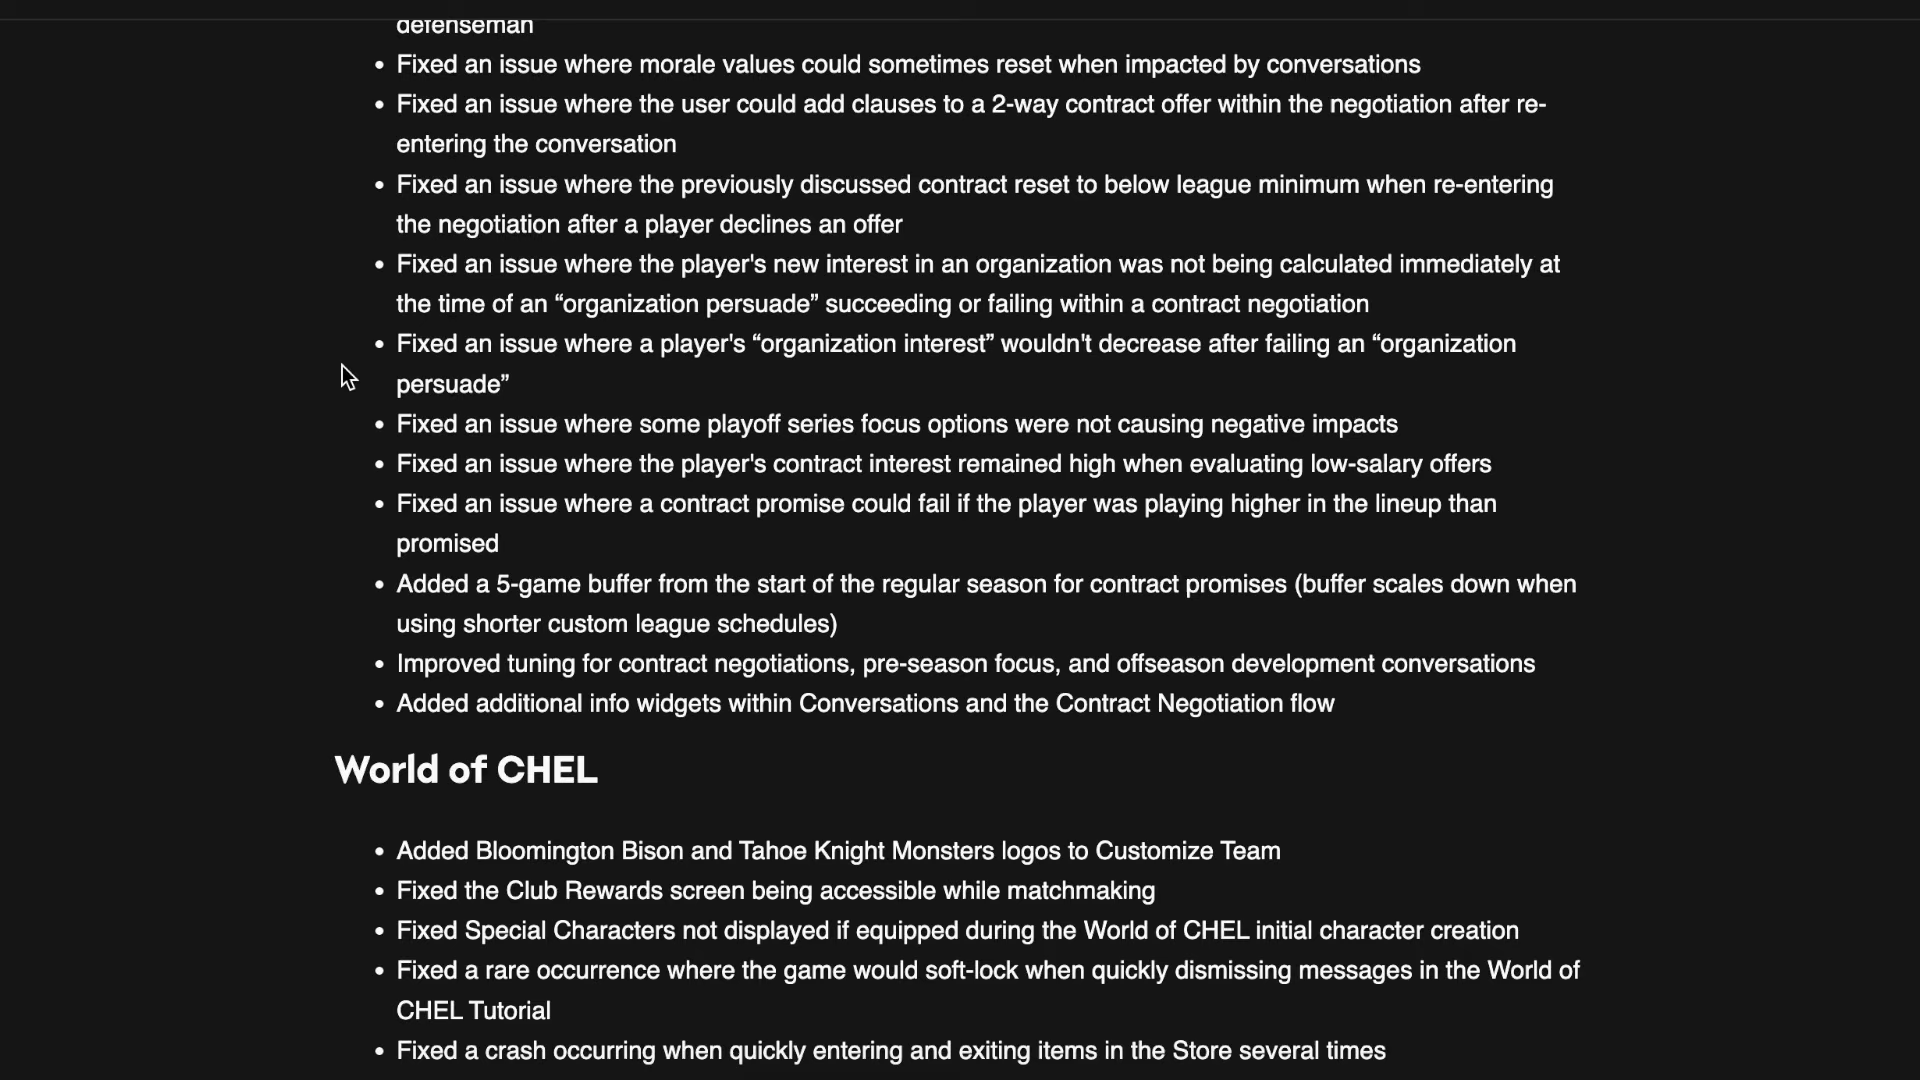 defenseman
• Fixed an issue where morale values could sometimes reset when impacted by conversations
• Fixed an issue where the user could add clauses to a 2-way contract offer within the negotiation after re-
entering the conversation
• Fixed an issue where the previously discussed contract reset to below league minimum when re-entering
the negotiation after a player declines an offer
• Fixed an issue where the player's new interest in an organization was not being calculated immediately at
the time of an “organization persuade” succeeding or failing within a contract negotiation
• Fixed an issue where a player's “organization interest” wouldn't decrease after failing an “organization
persuade”
• Fixed an issue where some playoff series focus options were not causing negative impacts
• Fixed an issue where the player's contract interest remained high when evaluating low-salary offers
• Fixed an issue where a contract promise could fail if the player was playing higher in the lineup than
promised
• Added a 5-game buffer from the start of the regular season for contract promises (buffer scales down when
using shorter custom league schedules)
• Improved tuning for contract negotiations, pre-season focus, and offseason development conversations
• Added additional info widgets within Conversations and the Contract Negotiation flow
World of CHEL
• Added Bloomington Bison and Tahoe Knight Monsters logos to Customize Team
• Fixed the Club Rewards screen being accessible while matchmaking
• Fixed Special Characters not displayed if equipped during the World of CHEL initial character creation
• Fixed a rare occurrence where the game would soft-lock when quickly dismissing messages in the World of
CHEL Tutorial
• Fixed a crash occurring when quickly entering and exiting items in the Store several times